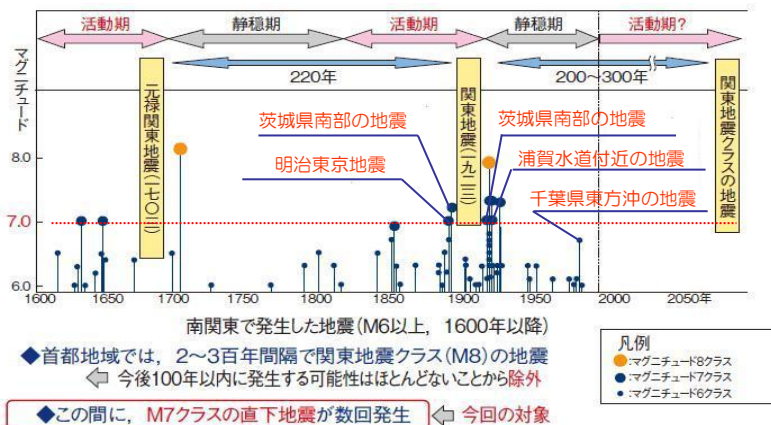 活動期 静穏期 活動期 静穏期 活動期?
マグニチュード
220年 200〜300年
元禄関東地震(一七〇三)
関東地震(一九二三)
関東地震クラスの地震
茨城県南部の地震 茨城県南部の地震
8.0
明治東京地震 浦賀水道付近の地震
千葉県東方沖の地震
7.0
6.0
1600 1650 1700 1750 1800 1850 1900 1950 2000 2050年
南関東で発生した地震(M6以上, 1600年以降)
凡例
:マグニチュード8クラス
:マグニチュード7クラス
:マグニチュード6クラス
◆首都地域では, 2〜3百年間隔で関東地震クラス(M8)の地震
今後100年以内に発生する可能性はほとんどないことから除外
◆この間に, M7クラスの直下地震が数回発生 今回の対象